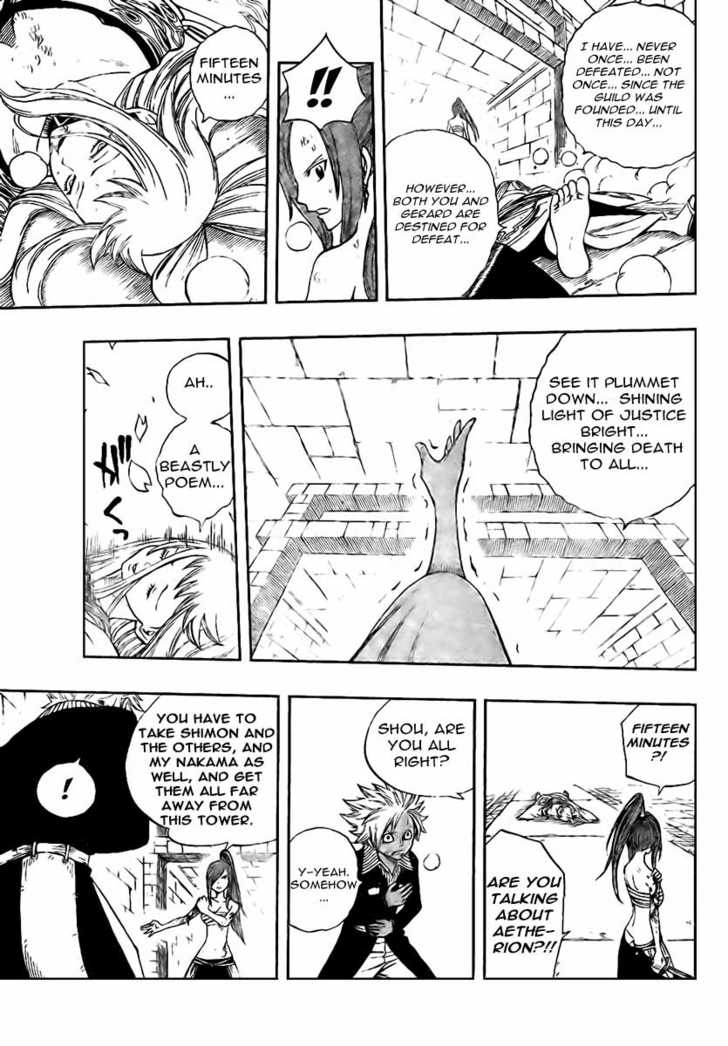 I HAVE... NEVER
ONCE... BEEN
DEFEATED... NOT
ONCE... SINCE THE
GUILD WAS
FOUNDED... UNTIL
THIS DAY...
HOWEVER...
BOTH YOU AND
GERARD ARE
DESTINED FOR
DEFEAT...
!!
FIFTEEN
MINUTES
...
SEE IT PLUMMET
DOWN... SHINING
LIGHT OF JUSTICE
BRIGHT...
BRINGING DEATH
TO ALL...
AH..
A
BEASTLY
POEM...
ガクッ
FIFTEEN
MINUTES
?!
ARE YOU
TALKING
ABOUT
AETHE-
RION?!!
SHOU, ARE
YOU ALL
RIGHT?
Y-YEAH.
SOMEHOW
...
YOU HAVE TO
TAKE SHIMON AND
THE OTHERS, AND
MY NAKAMA AS
WELL, AND GET
THEM ALL FAR
AWAY FROM
THIS TOWER.
!